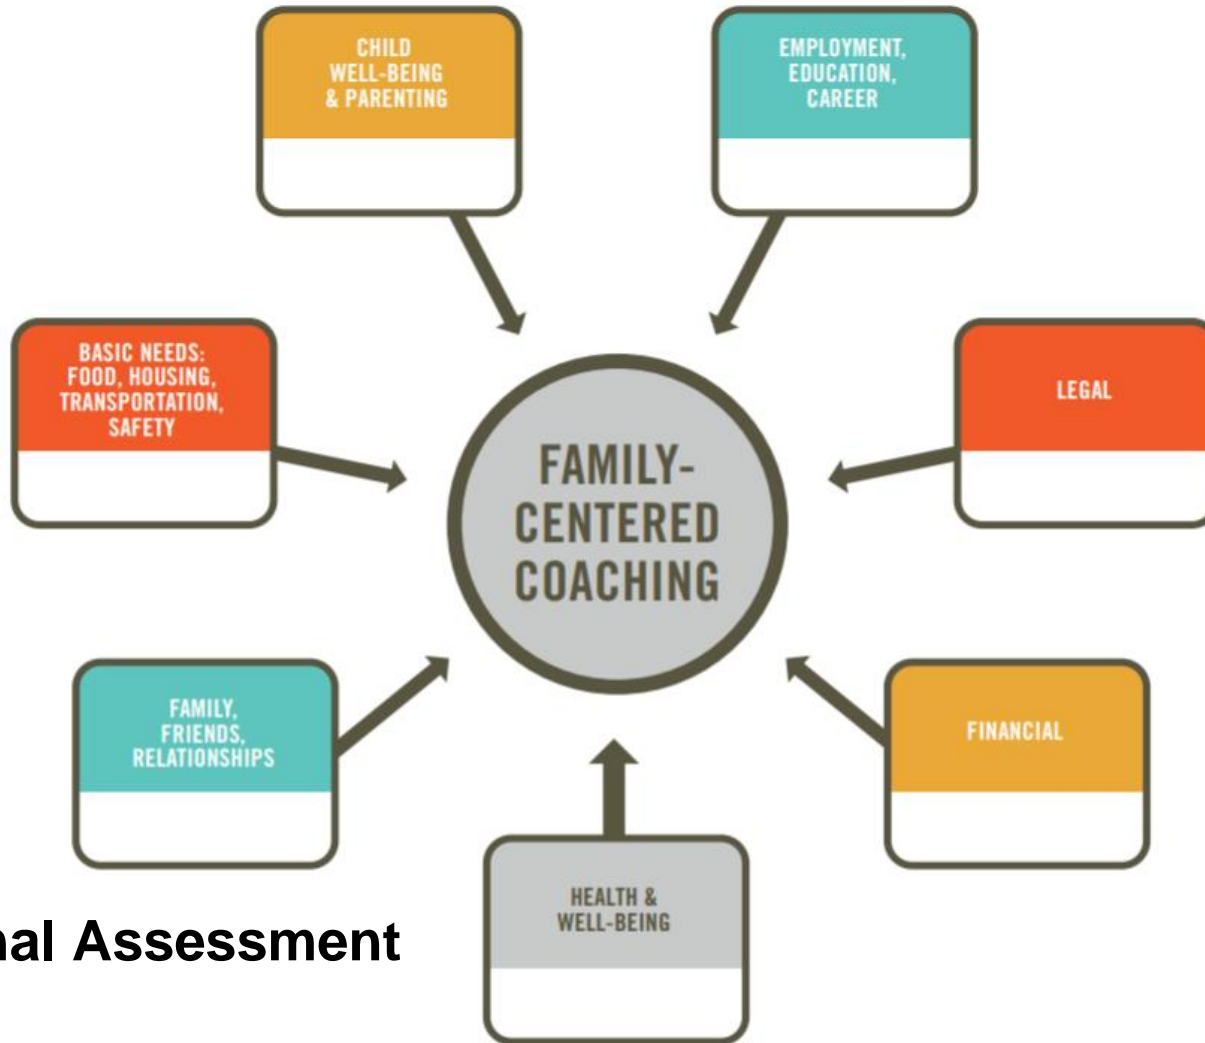 CHILD
WELL-BEING
& PARENTING
EMPLOYMENT,
EDUCATION,
CAREER
BASIC NEEDS:
FOOD, HOUSING,
TRANSPORTATION,
SAFETY
LEGAL
FAMILY-
CENTERED
COACHING
FAMILY,
FRIENDS,
RELATIONSHIPS
FINANCIAL
HEALTH &
WELL-BEING
Assessment